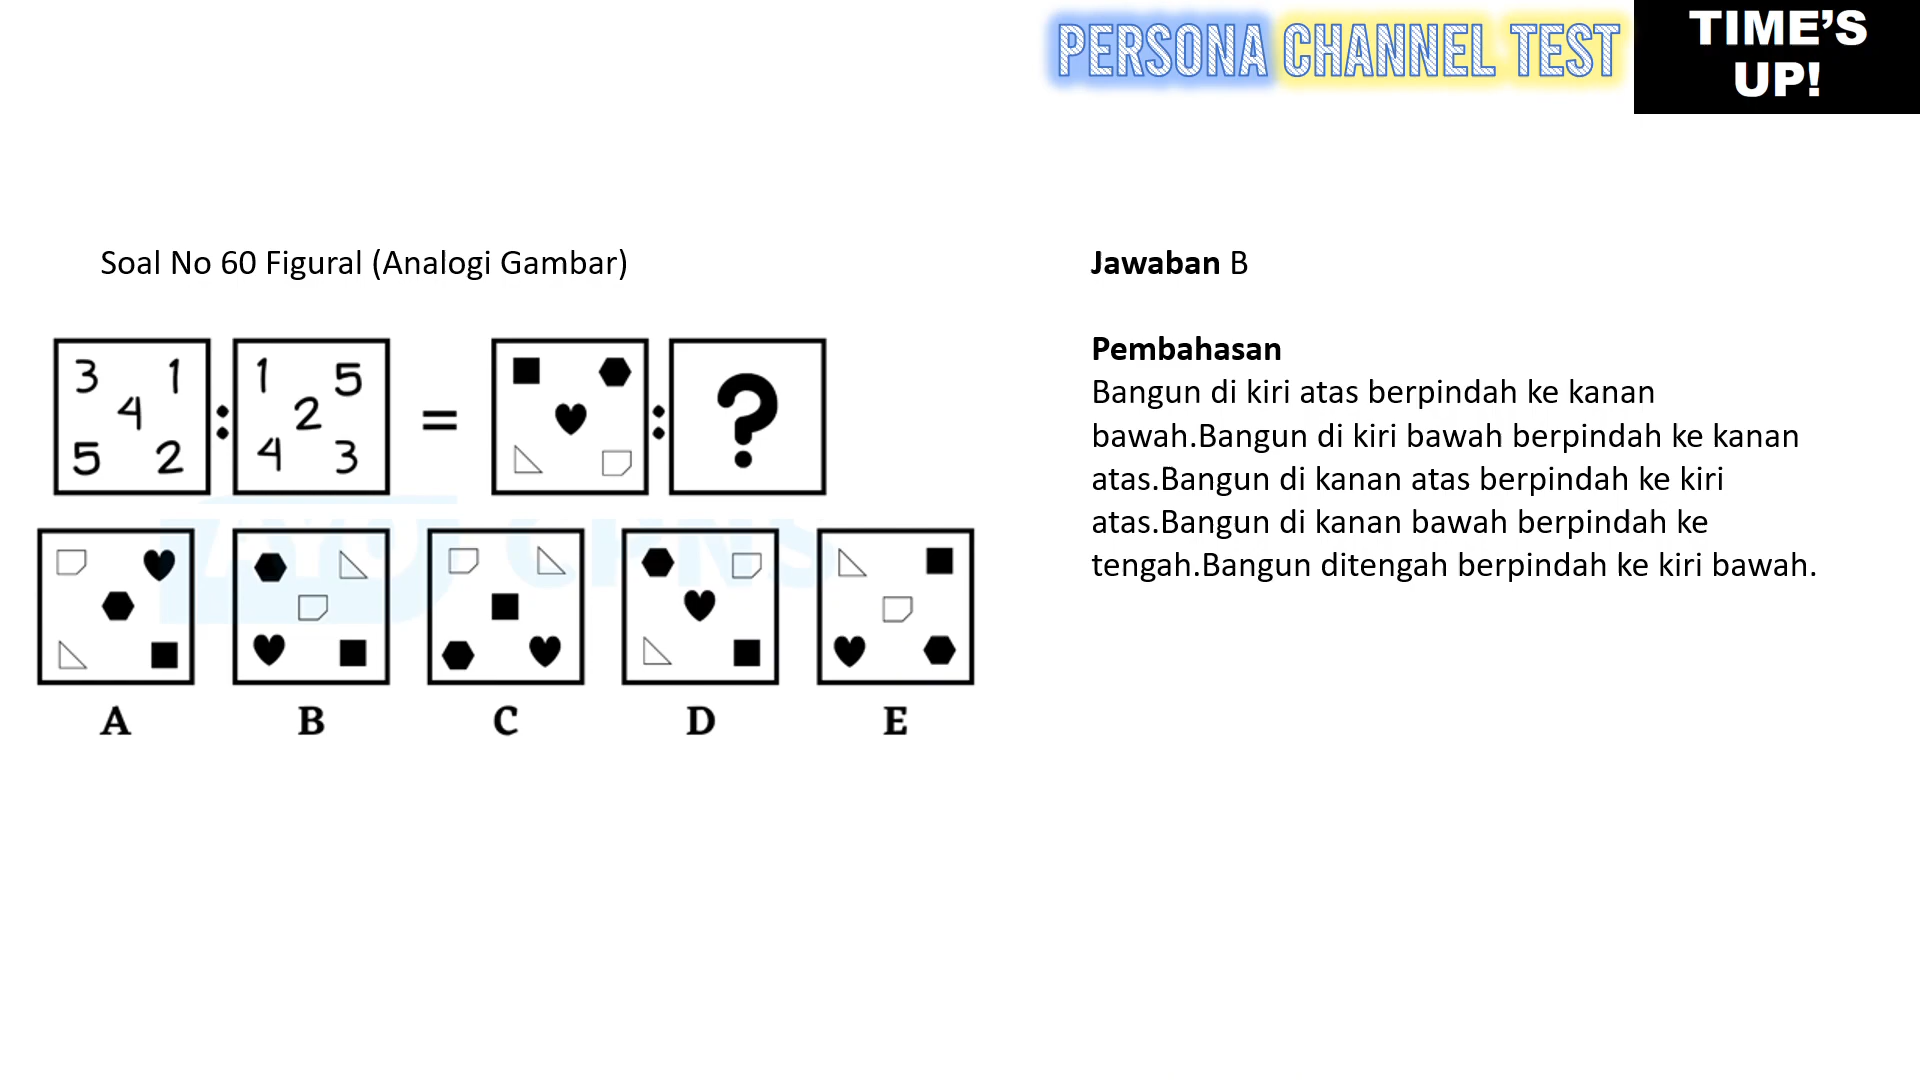 PERSONA CHANNEL TEST
TIME'S
UP!
Soal No 60 Figural (Analogi Gambar)
3 1
4
5 2
:
1 5
2
4 3
=
:
?
A B C D E
Jawaban B
Pembahasan
Bangun di kiri atas berpindah ke kanan
bawah.Bangun di kiri bawah berpindah ke kanan
atas.Bangun di kanan atas berpindah ke kiri
atas.Bangun di kanan bawah berpindah ke
tengah.Bangun ditengah berpindah ke kiri bawah.